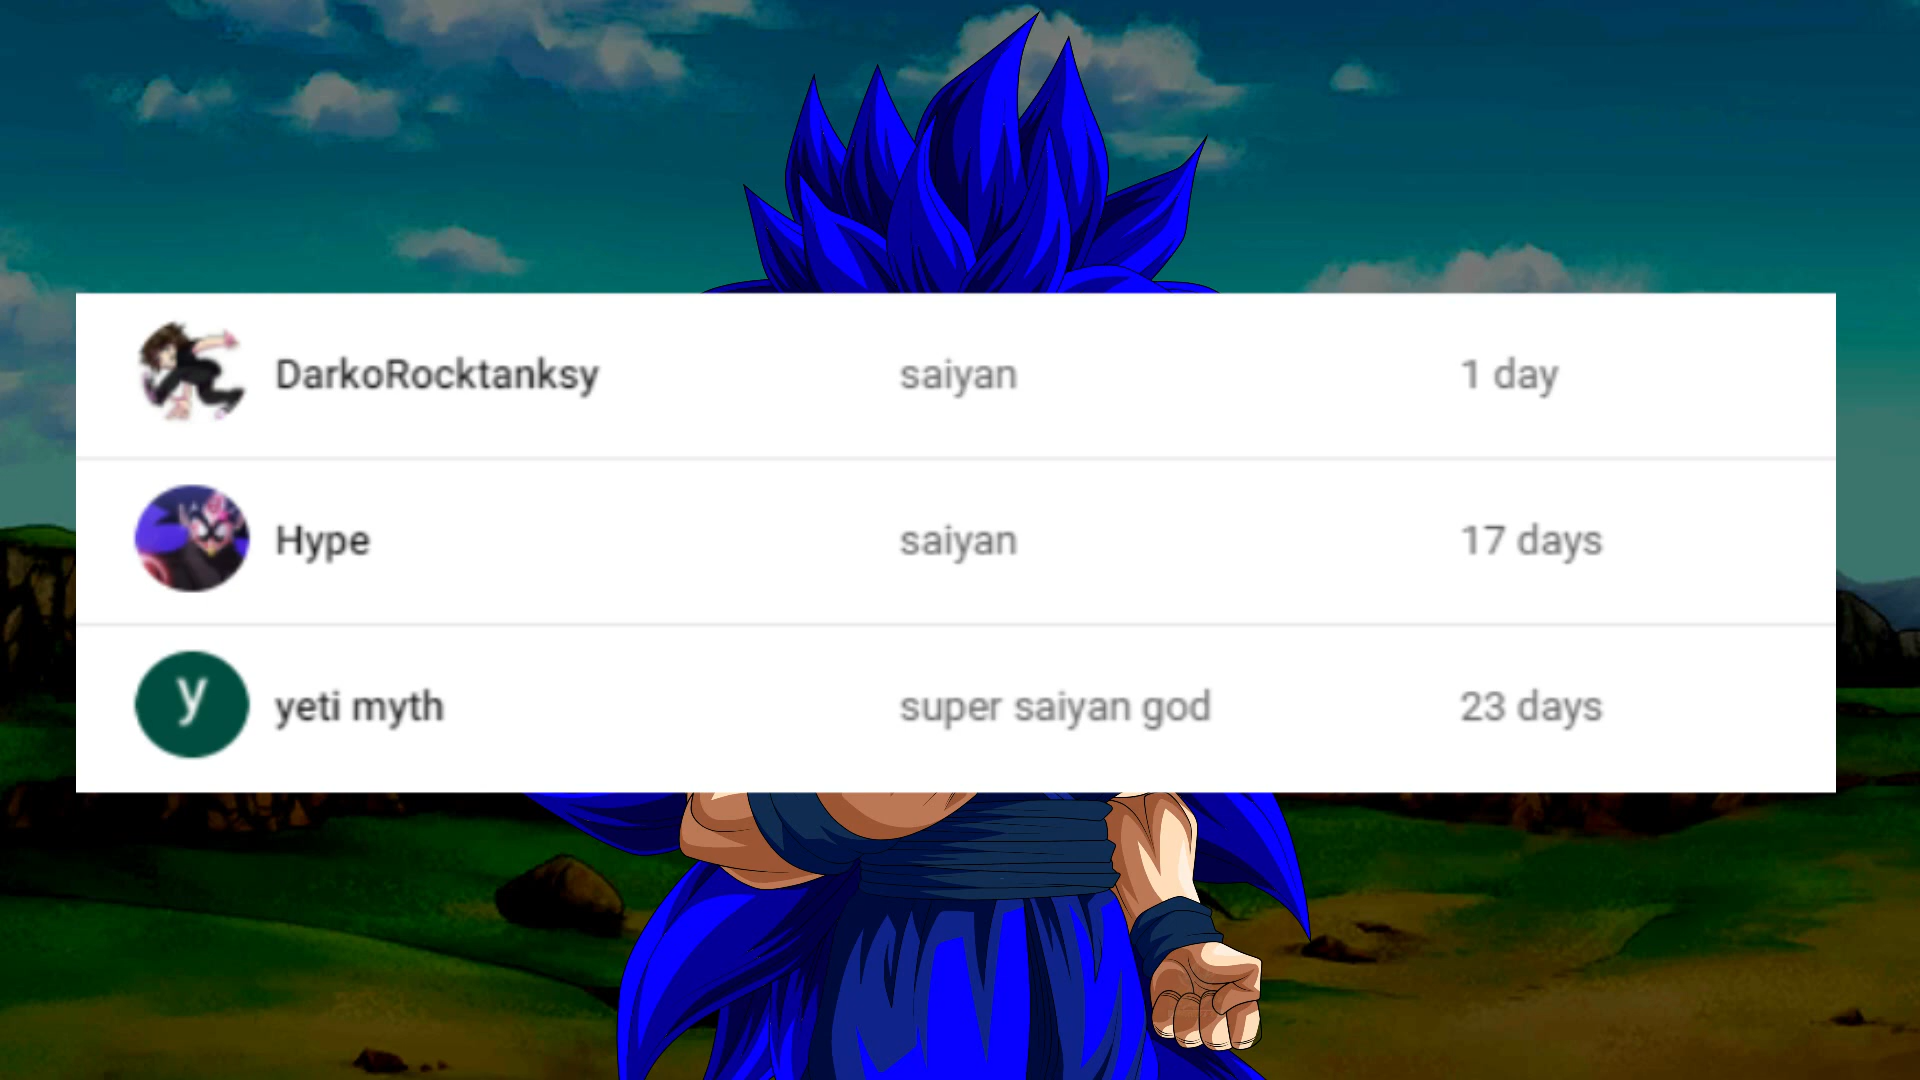 DarkoRocktanksy saiyan 1 day
Hype saiyan 17 days
y yeti myth super saiyan god 23 days